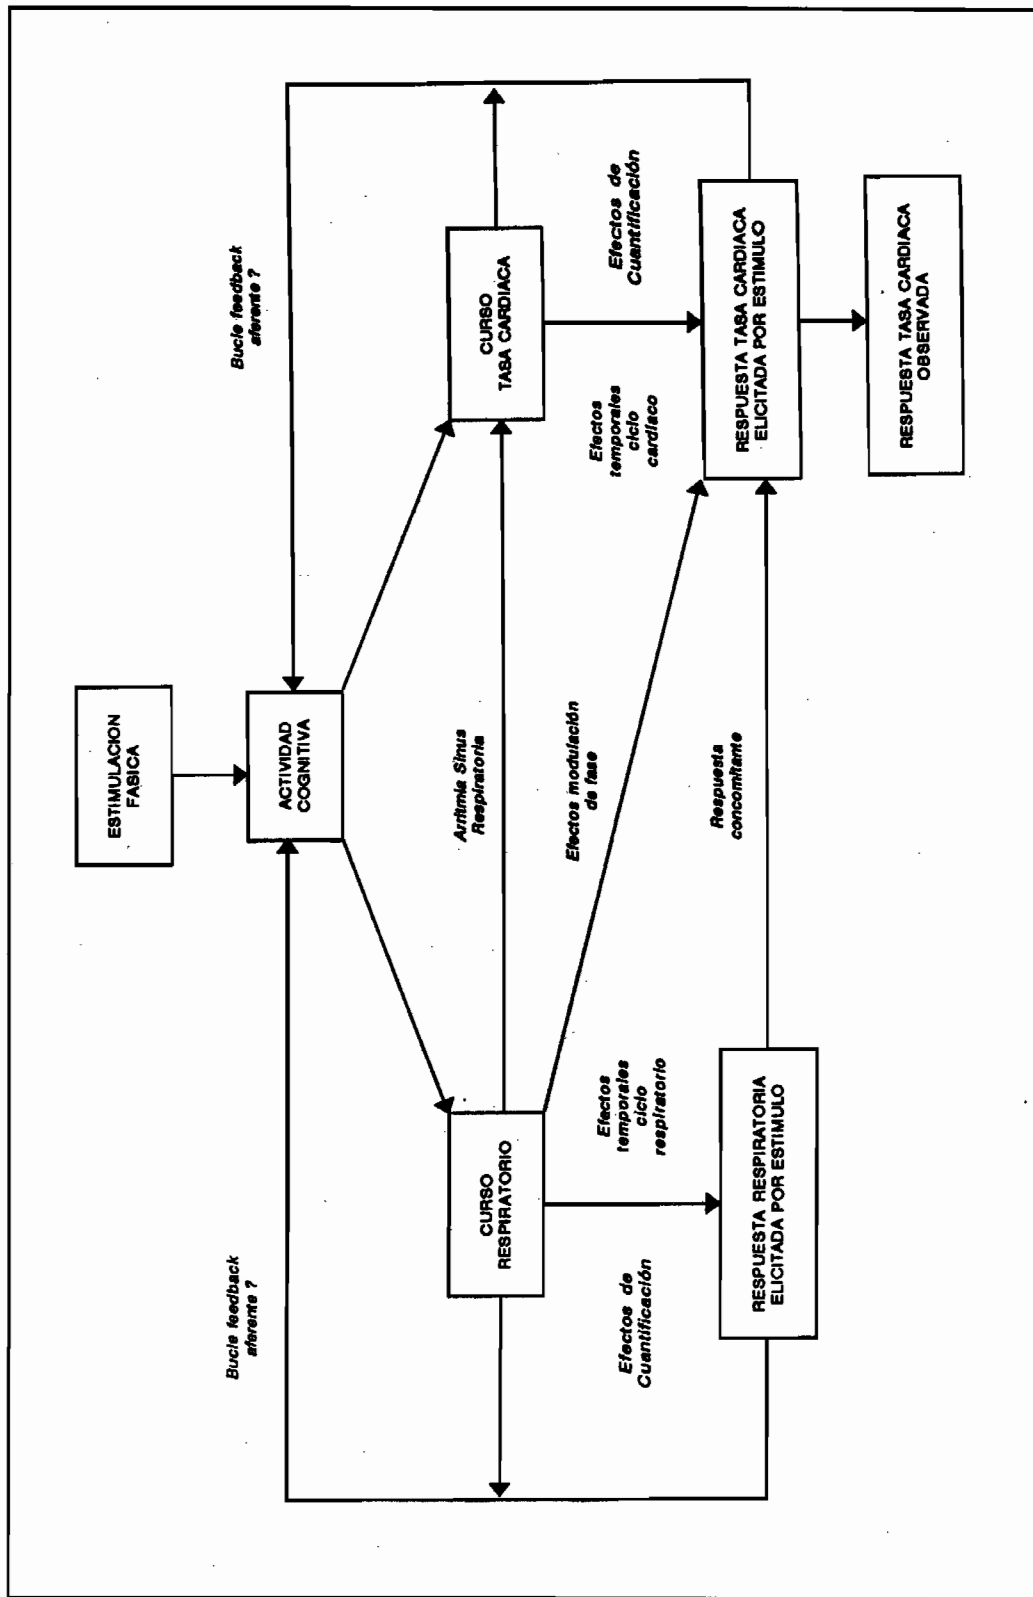 ESTIMULACION
FASICA
Bucle feedback
aferente ?
Bucle feedback
aferente ?
ACTIVIDAD
COGNITIVA
CURSO
RESPIRATORIO
Arritmia Sinus
Respiratoria
CURSO
TASA CARDIACA
Efectos modulación
de fase
Efectos de
Cuantificación
Efectos
temporales
ciclo
respiratorio
Efectos
temporales
ciclo
cardíaco
Efectos de
Cuantificación
RESPUESTA RESPIRATORIA
ELICITADA POR ESTIMULO
Respuesta
concomitante
RESPUESTA TASA CARDIACA
ELICITADA POR ESTIMULO
RESPUESTA TASA CARDIACA
OBSERVADA